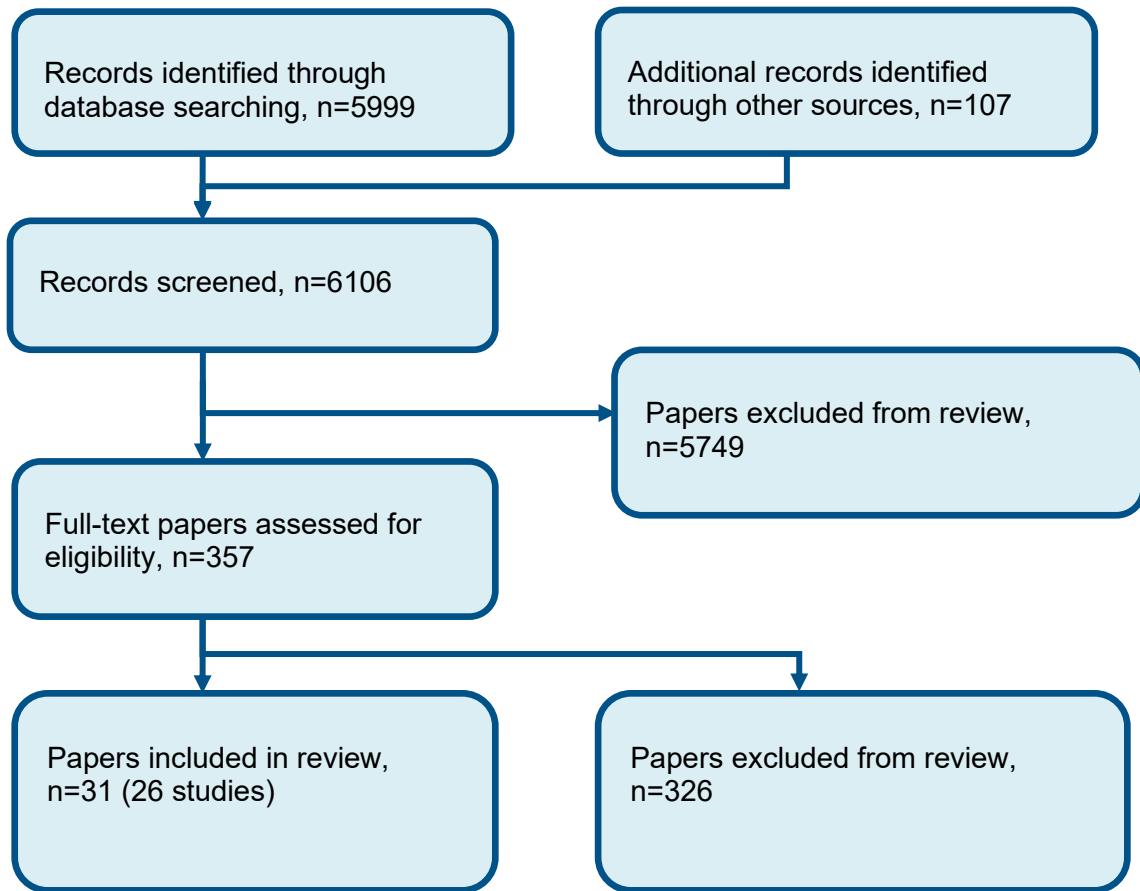 Records identified through
database searching, n=5999
Additional records identified
through other sources, n=107
Records screened, n=6106
Papers excluded from review,
n=5749
Full-text papers assessed for
eligibility, n=357
Papers included in review,
n=31 (26 studies)
Papers excluded from review,
n=326